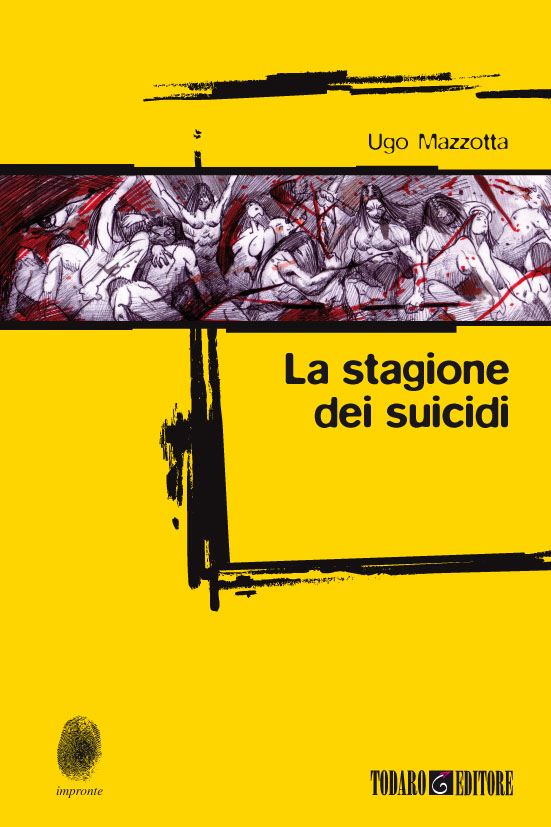 Ugo Mazzotta
La stagione
dei suicidi
impronte
TODARO EDITORE